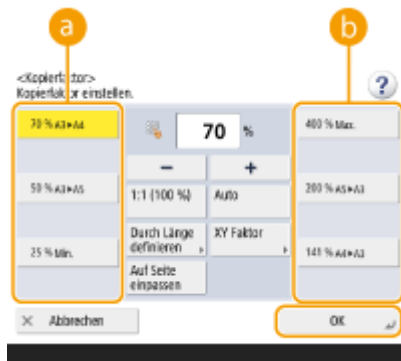 a
b
<Kopierfaktor>
Kopierfaktor einstellen.
?
70 % A3►A4
70 %
400 % Max.
− +
50 % A3►A5
1:1 (100 %)
Auto
200 % A5►A3
Durch Länge
definieren
XY Faktor
25 % Min.
141 % A4►A3
Auf Seite
einpassen
× Abbrechen
OK